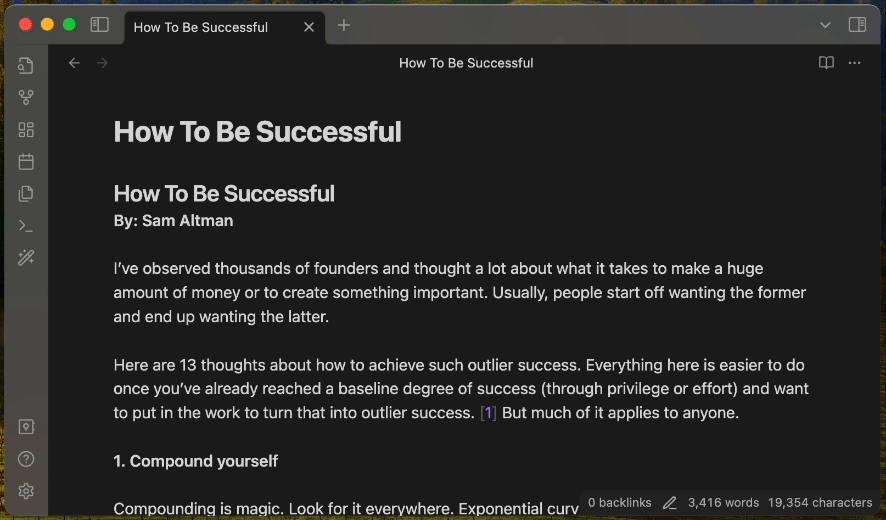 How To Be Successful
How To Be Successful
How To Be Successful
How To Be Successful
By: Sam Altman
I’ve observed thousands of founders and thought a lot about what it takes to make a huge
amount of money or to create something important. Usually, people start off wanting the former
and end up wanting the latter.
Here are 13 thoughts about how to achieve such outlier success. Everything here is easier to do
once you’ve already reached a baseline degree of success (through privilege or effort) and want
to put in the work to turn that into outlier success. [1] But much of it applies to anyone.
1. Compound yourself
Compounding is magic. Look for it everywhere. Exponential curv
0 backlinks 3,416 words 19,354 characters